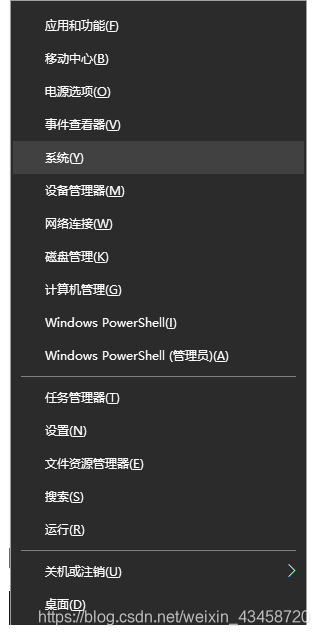 应用和功能(F)
移动中心(B)
电源选项(O)
事件查看器(V)
系统(Y)
设备管理器(M)
网络连接(W)
磁盘管理(K)
计算机管理(G)
Windows PowerShell(I)
Windows PowerShell (管理员)(A)
任务管理器(T)
设置(N)
文件资源管理器(E)
搜索(S)
运行(R)
关机或注销(U)
桌面(D)
https://blog.csdn.net/weixin_43458720